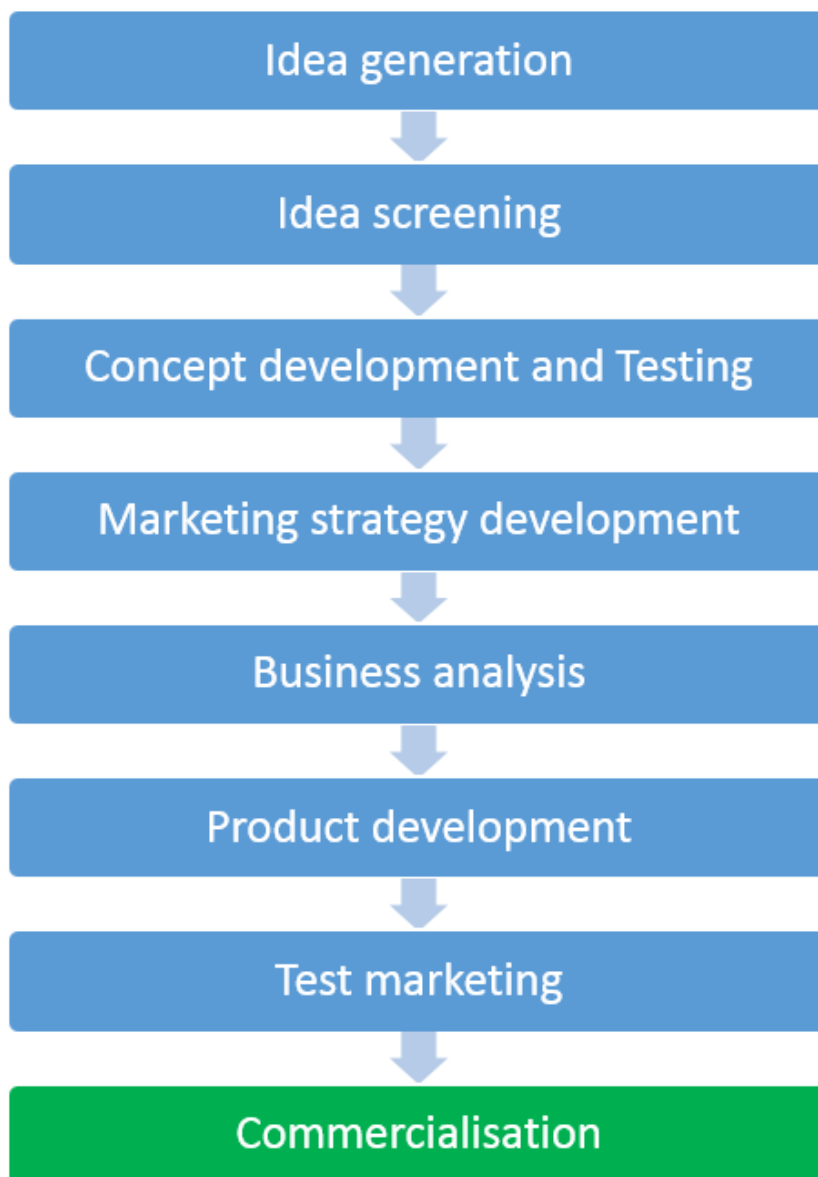 Idea generation
Idea screening
Concept development and Testing
Marketing strategy development
Business analysis
Product development
Test marketing
Commercialisation